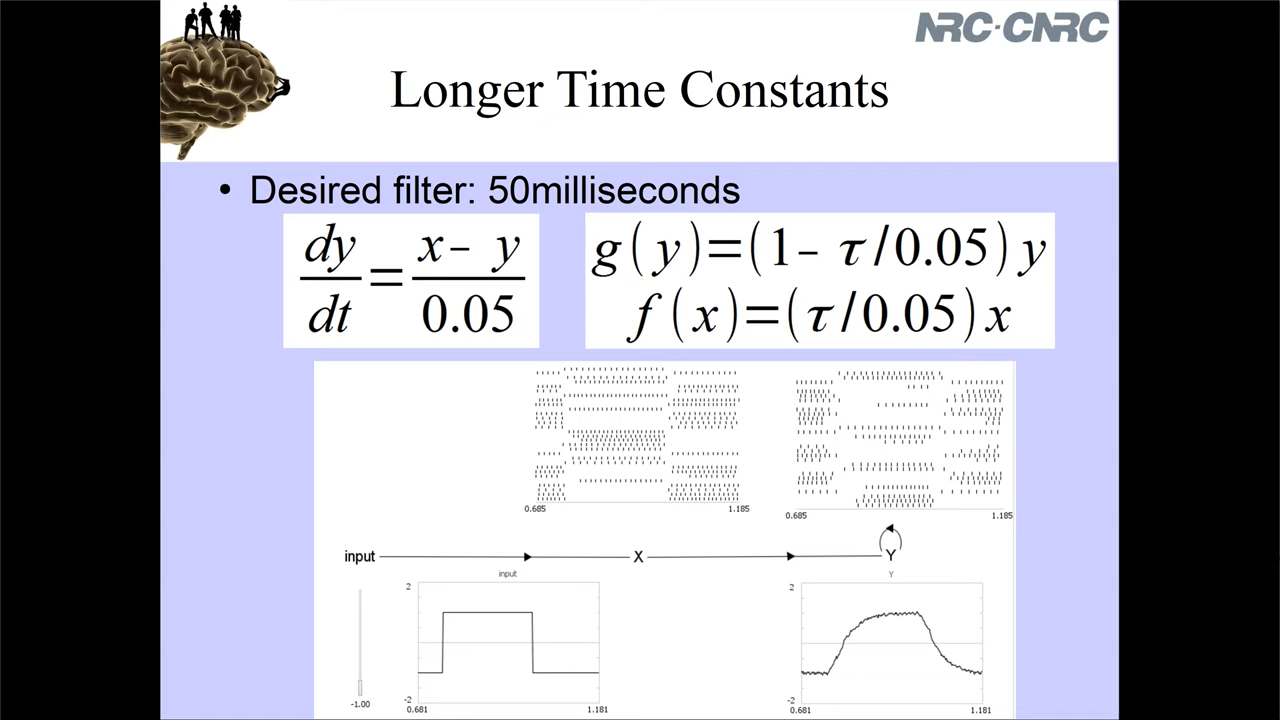 NRC·CNRC
Longer Time Constants
• Desired filter: 50milliseconds
dy/dt = x– y/0.05
g(y)=(1– τ/0.05)y
f(x)=(τ/0.05)x
0.685 1.185
0.685 1.185
input X Y
input
2
-2
0.681 1.181
-1.00
Y
2
-2
0.681 1.181